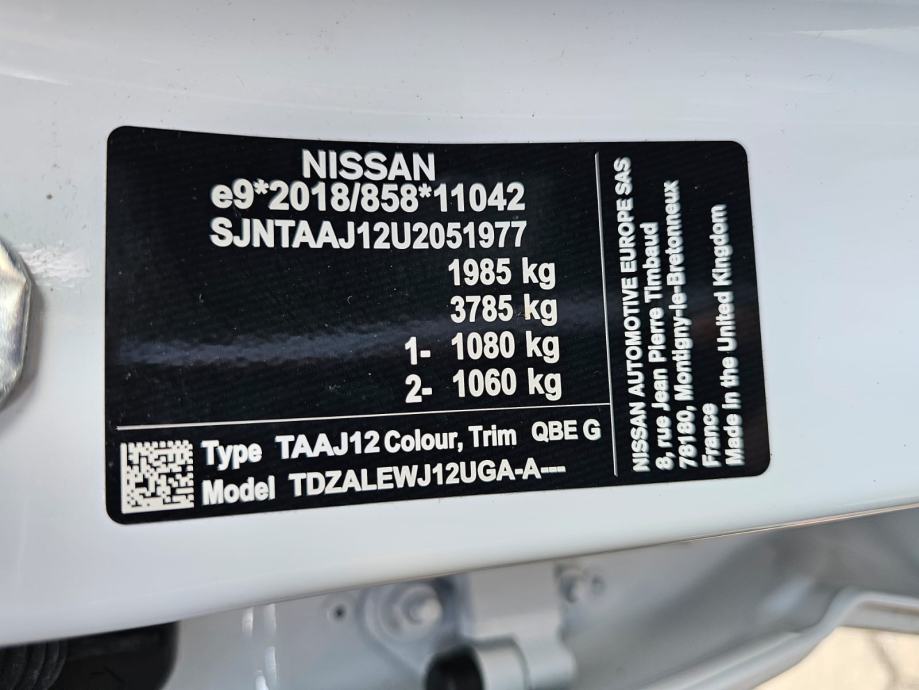 NISSAN
e9*2018/858*11042
SJNTAAJ12U2051977
1985 kg
3785 kg
1- 1080 kg
2- 1060 kg
Type TAAJ12 Colour, Trim QBE G
Model TDZALEWJ12UGA-A---
NISSAN AUTOMOTIVE EUROPE SAS
8, rue Jean Pierre Timbaud
78180, Montigny-le-Bretonneux
France
Made in the United Kingdom